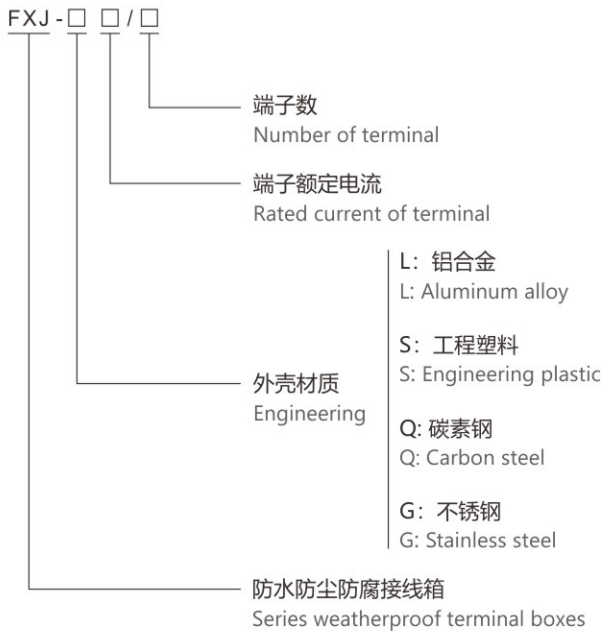 FXJ-□ □/□
端子数
Number of terminal
端子额定电流
Rated current of terminal
L：铝合金
L: Aluminum alloy
S：工程塑料
S: Engineering plastic
外壳材质
Engineering
Q: 碳素钢
Q: Carbon steel
G：不锈钢
G: Stainless steel
防水防尘防腐接线箱
Series weatherproof terminal boxes